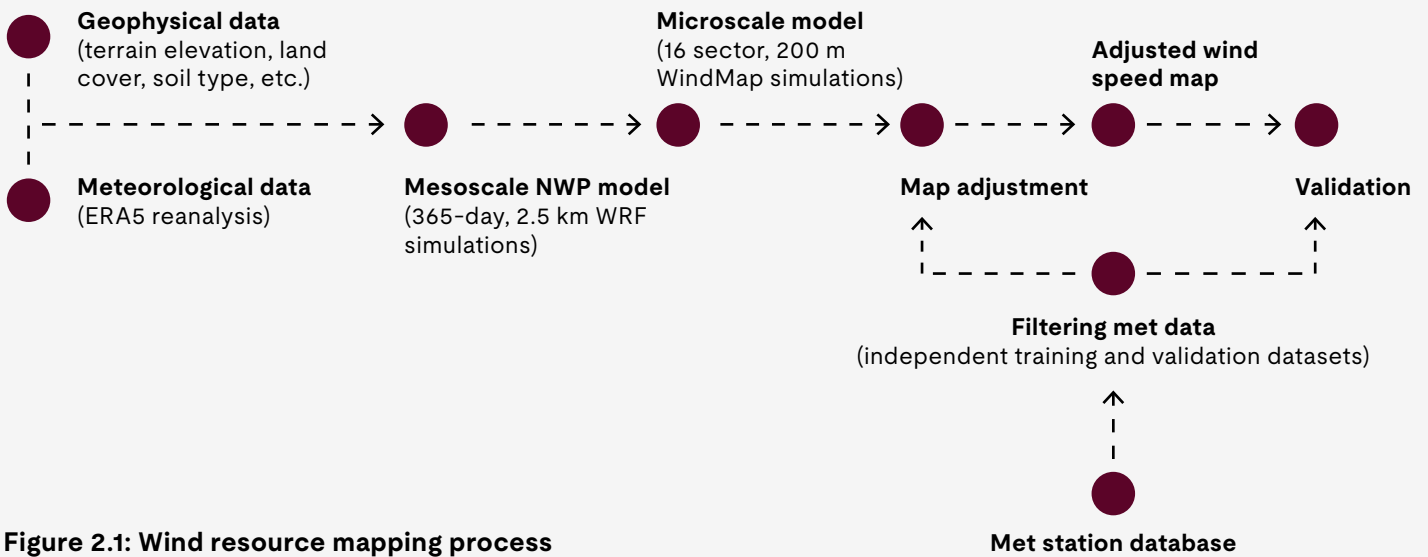 Geophysical data
(terrain elevation, land
cover, soil type, etc.)
Microscale model
(16 sector, 200 m
WindMap simulations)
Adjusted wind
speed map
Meteorological data
(ERA5 reanalysis)
Mesoscale NWP model
(365-day, 2.5 km WRF
simulations)
Map adjustment
Validation
Filtering met data
(independent training and validation datasets)
Met station database
Figure 2.1: Wind resource mapping process